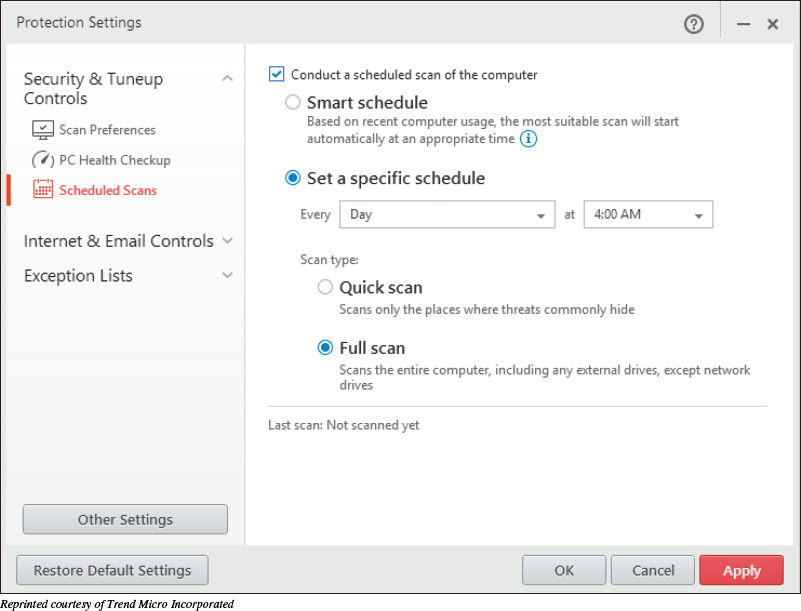 Protection Settings
Security & Tuneup
Controls
Scan Preferences
PC Health Checkup
Scheduled Scans
Internet & Email Controls
Exception Lists
Other Settings
Conduct a scheduled scan of the computer
Smart schedule
Based on recent computer usage, the most suitable scan will start
automatically at an appropriate time
Set a specific schedule
Every Day at 4:00 AM
Scan type:
Quick scan
Scans only the places where threats commonly hide
Full scan
Scans the entire computer, including any external drives, except network
drives
Last scan: Not scanned yet
Restore Default Settings
OK
Cancel
Apply
Reprinted courtesy of Trend Micro Incorporated